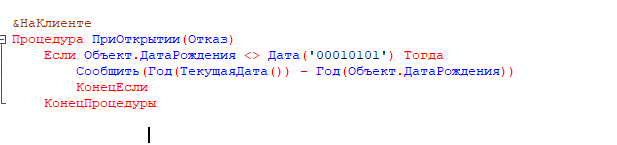 &НаКлиенте
Процедура ПриОткрытии(Отказ)
Если Объект.ДатаРождения <> Дата('00010101') Тогда
Сообщить(Год(ТекущаяДата()) - Год(Объект.ДатаРождения))
КонецЕсли
КонецПроцедуры